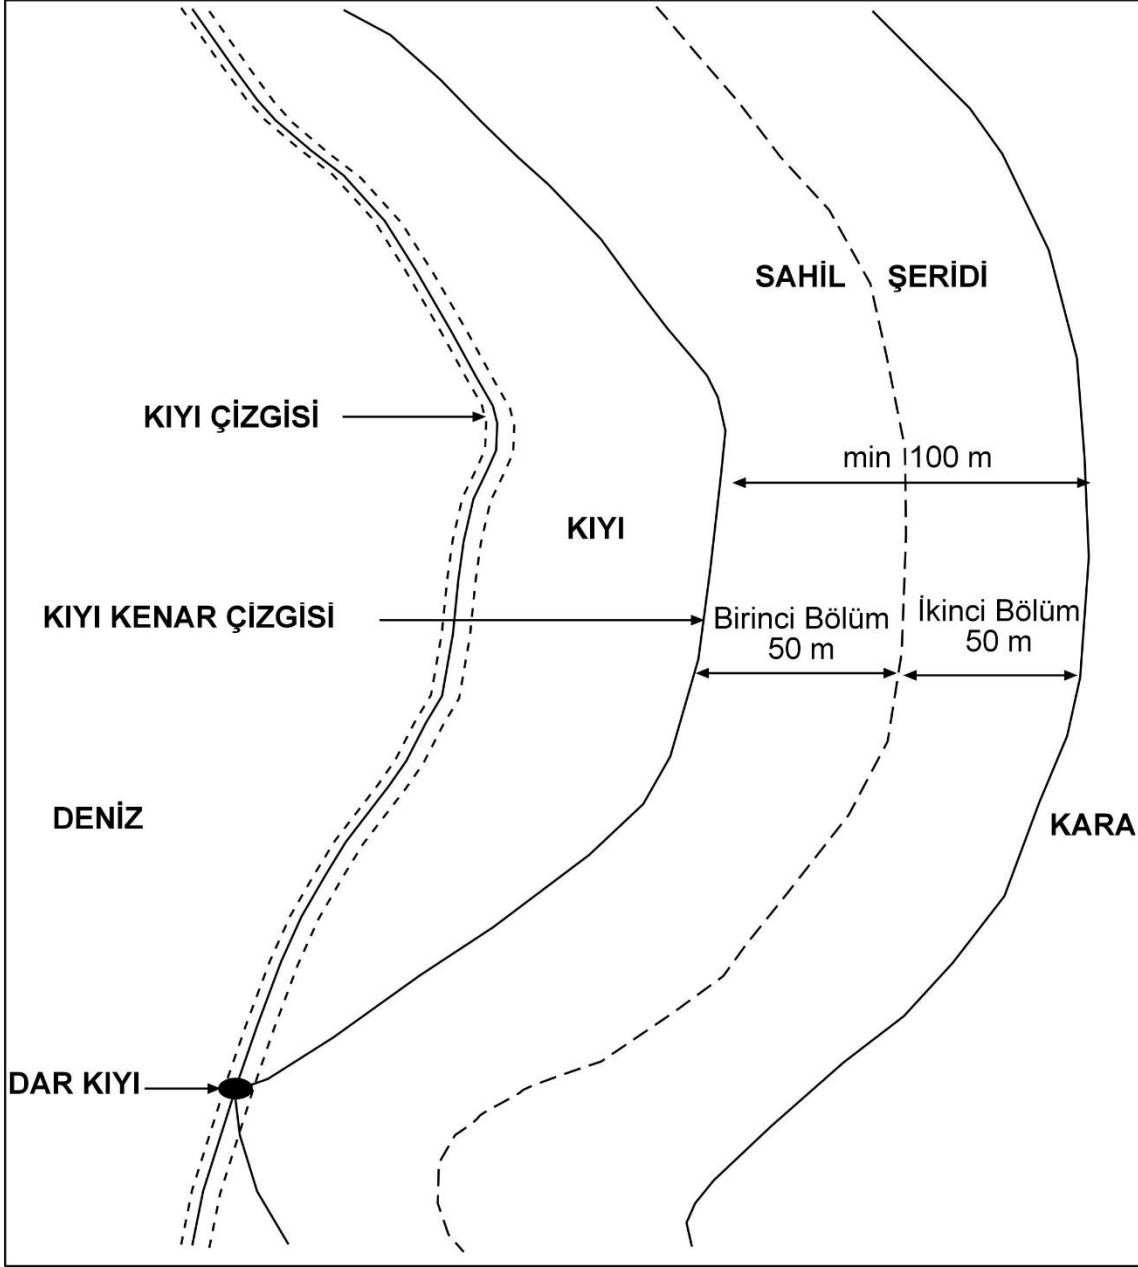 SAHİL ŞERİDİ
KIYI ÇİZGİSİ
min 100 m
KIYI
KIYI KENAR ÇİZGİSİ
Birinci Bölüm
50 m
İkinci Bölüm
50 m
DENİZ
KARA
DAR KIYI